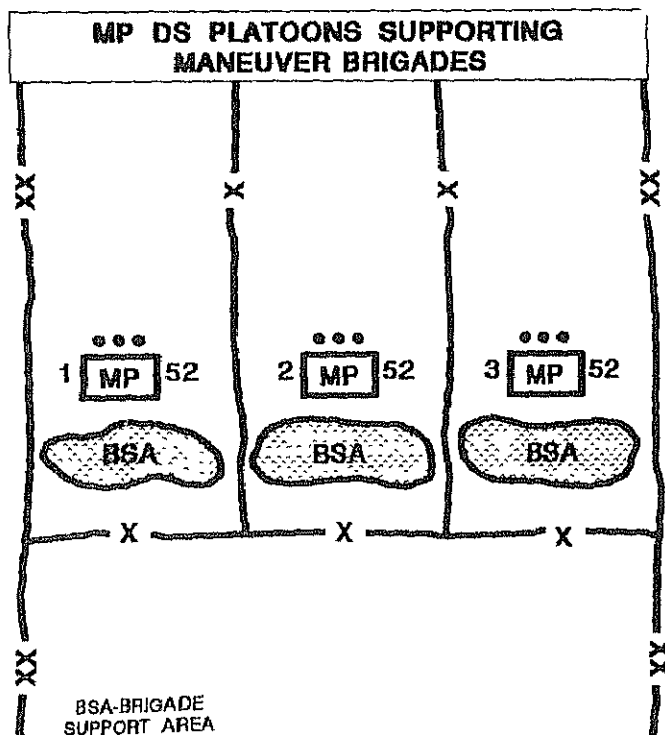 MP DS PLATOONS SUPPORTING
MANEUVER BRIGADES
XX X X XX
1 MP 52 2 MP 52 3 MP 52
BSA BSA BSA
X X X
XX XX
BSA-BRIGADE
SUPPORT AREA